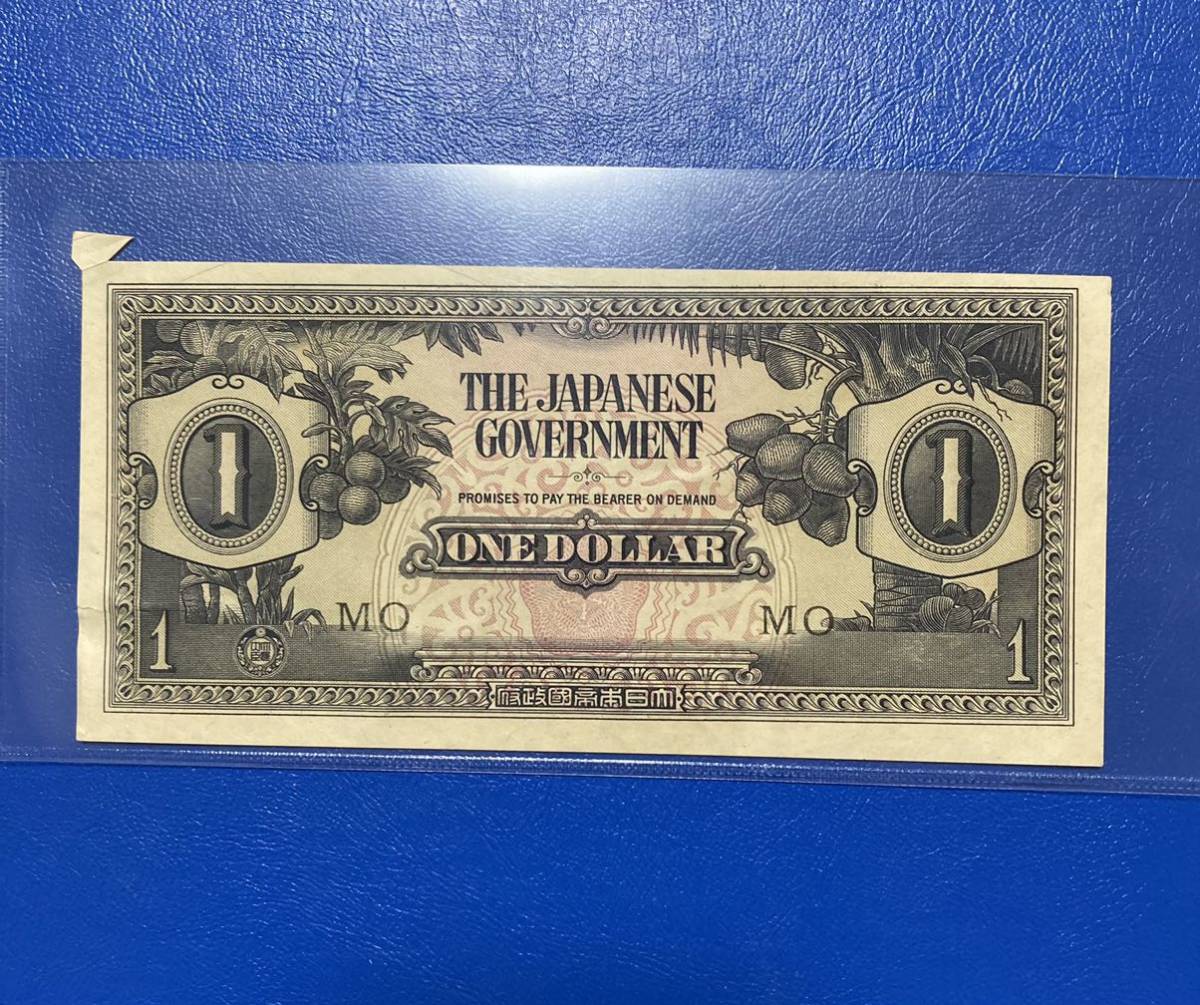 THE JAPANESE
GOVERNMENT
PROMISES TO PAY THE BEARER ON DEMAND
ONE DOLLAR
1
1
MO
MO
1
1
府政國帝本日大